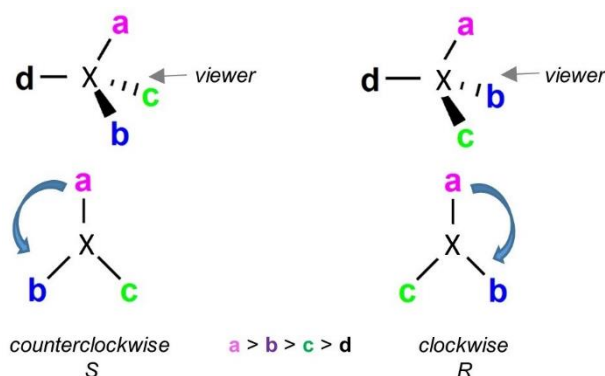 a a
d X viewer d X viewer
c b
b c
a a
X X
b c c b
counterclockwise a > b > c > d clockwise
S R